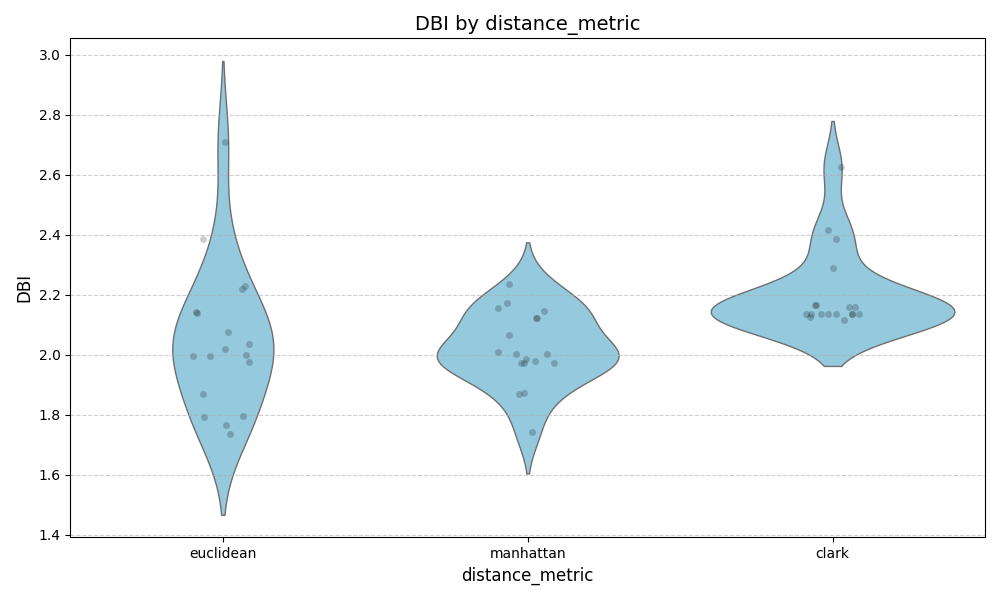 DBI by distance_metric
DBI
3.0
2.8
2.6
2.4
2.2
2.0
1.8
1.6
1.4
euclidean
manhattan
clark
distance_metric